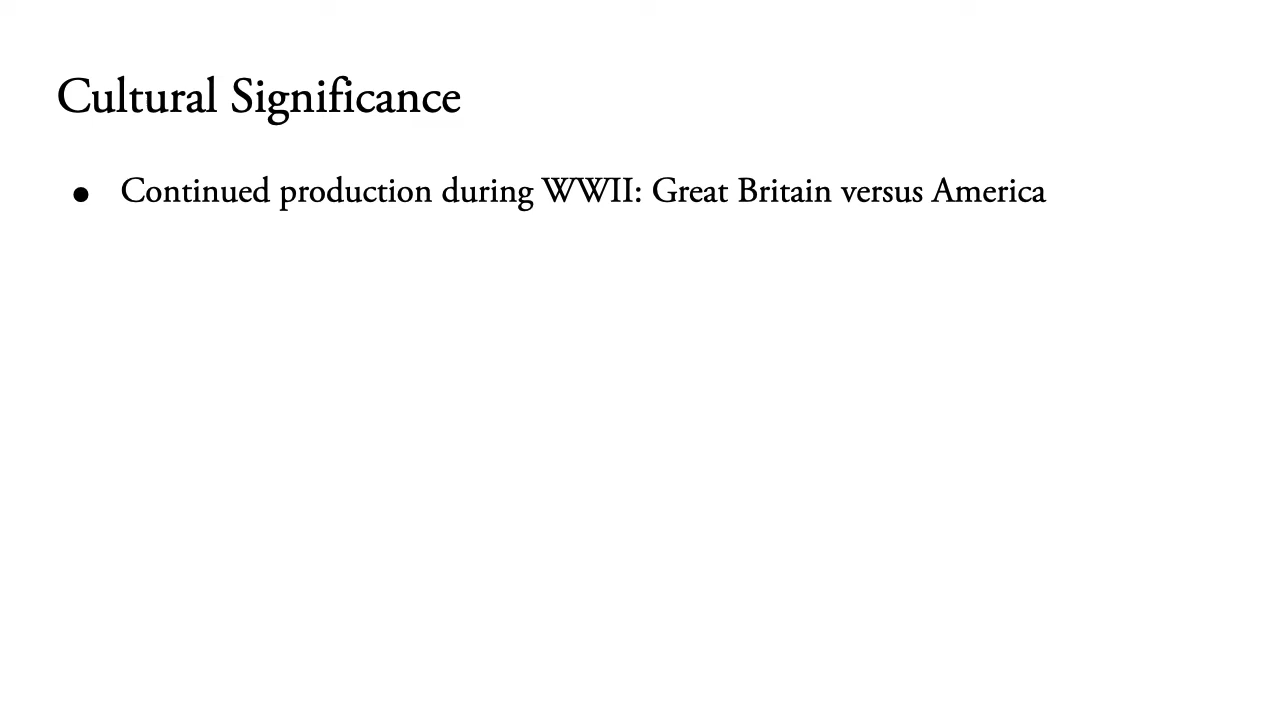 Cultural Significance
● Continued production during WWII: Great Britain versus America